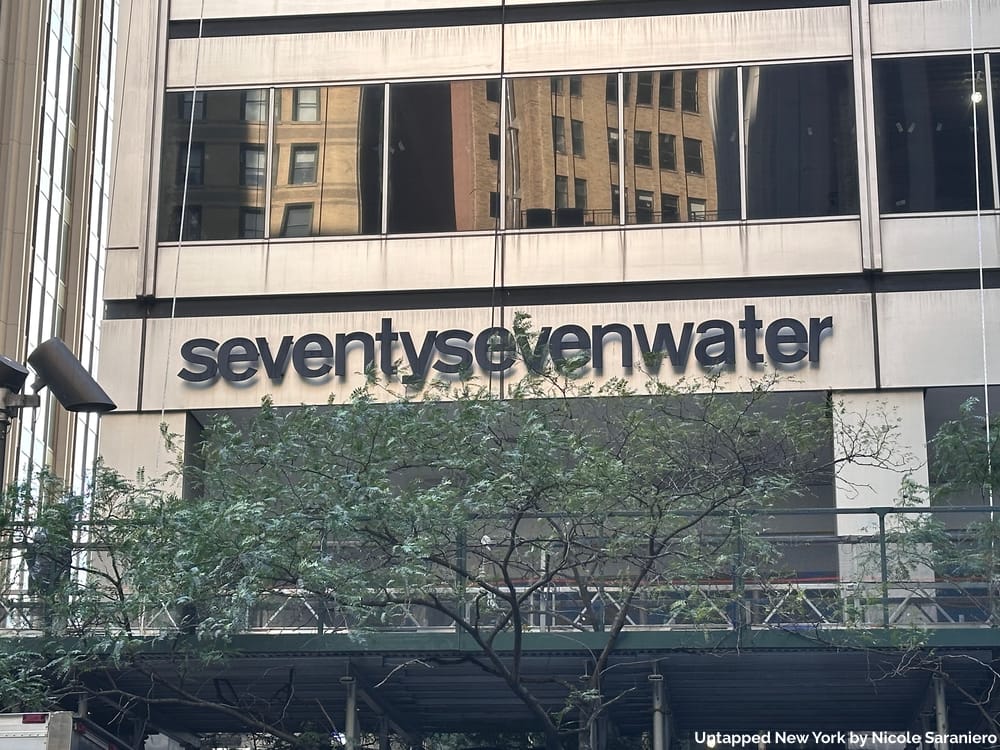 seventysevenwater
Untapped New York by Nicole Saraniero